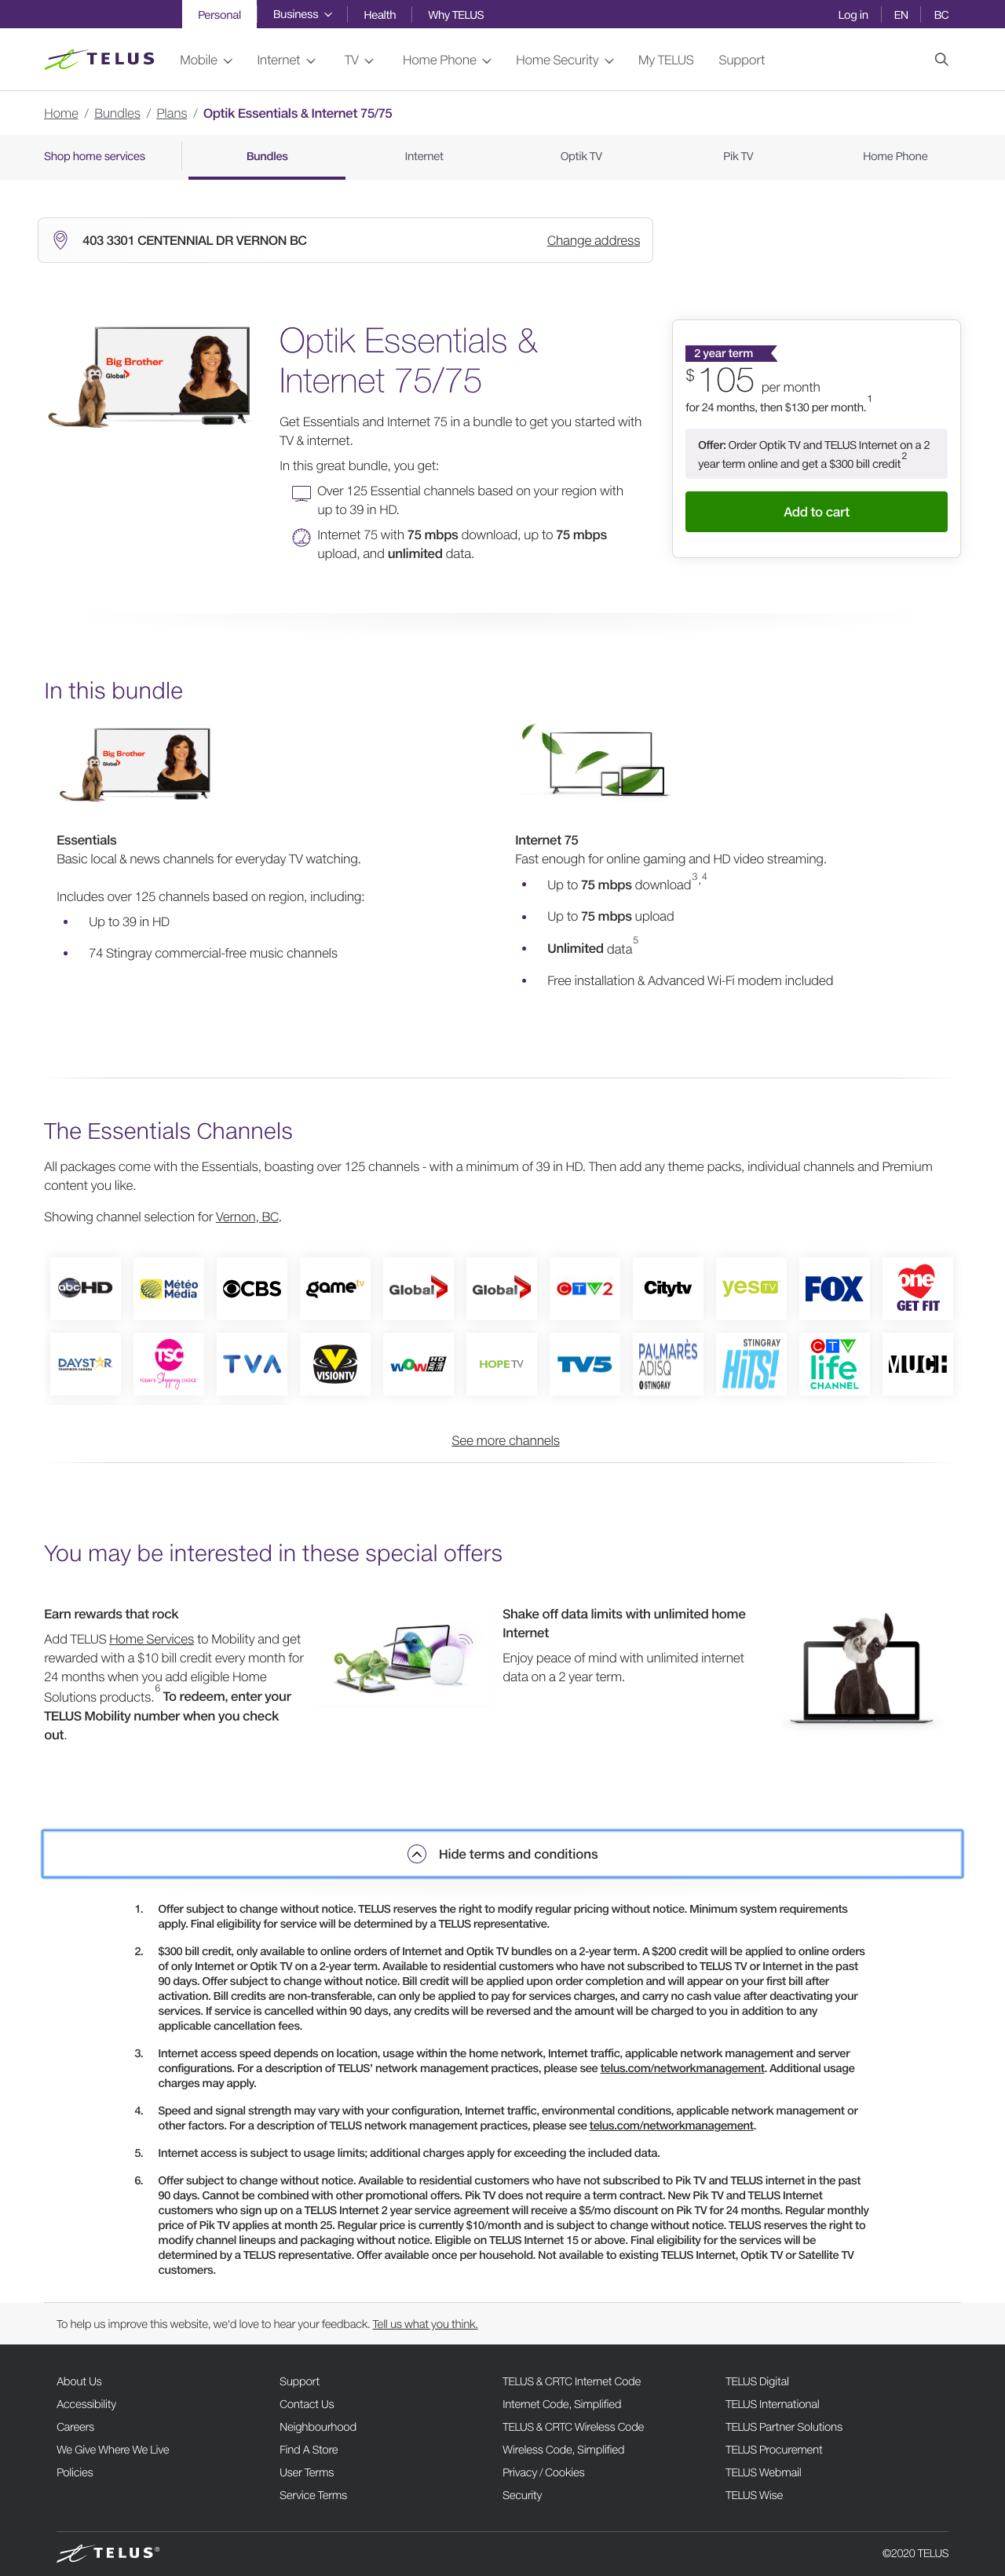 Personal
Business
Health
Why TELUS
Log in
EN
BC
TELUS
Mobile
Internet
TV
Home Phone
Home Security
My TELUS
Support
Home / Bundles / Plans / Optik Essentials & Internet 75/75
Shop home services
Bundles
Internet
Optik TV
Pik TV
Home Phone
403 3301 CENTENNIAL DR VERNON BC
Change address
Big Brother
Global
Optik Essentials &
Internet 75/75
Get Essentials and Internet 75 in a bundle to get you started with
TV & internet.
In this great bundle, you get:
Over 125 Essential channels based on your region with
up to 39 in HD.
Internet 75 with 75 mbps download, up to 75 mbps
upload, and unlimited data.
2 year term
$105 per month
for 24 months, then $130 per month.1
Offer: Order Optik TV and TELUS Internet on a 2
year term online and get a $300 bill credit2
Add to cart
In this bundle
Big Brother
Global
Essentials
Basic local & news channels for everyday TV watching.
Includes over 125 channels based on region, including:
• Up to 39 in HD
• 74 Stingray commercial-free music channels
Internet 75
Fast enough for online gaming and HD video streaming.
• Up to 75 mbps download3,4
• Up to 75 mbps upload
• Unlimited data5
• Free installation & Advanced Wi-Fi modem included
The Essentials Channels
All packages come with the Essentials, boasting over 125 channels - with a minimum of 39 in HD. Then add any theme packs, individual channels and Premium
content you like.
Showing channel selection for Vernon, BC.
abc HD
Météo Média
CBS
game tv
Global
Global
CTV2
Citytv
yes TV
FOX
one GET FIT
DAYSTAR TELEVISION CANADA
TSC TODAY'S Shopping CHOICE
TVA
VISIONTV
WOW HD
HOPE TV
TV5
PALMARÈS ADISQ STINGRAY
STINGRAY HiTS!
CTV life CHANNEL
MUCH
See more channels
You may be interested in these special offers
Earn rewards that rock
Add TELUS Home Services to Mobility and get
rewarded with a $10 bill credit every month for
24 months when you add eligible Home
Solutions products.6 To redeem, enter your
TELUS Mobility number when you check
out.
Shake off data limits with unlimited home
Internet
Enjoy peace of mind with unlimited internet
data on a 2 year term.
Hide terms and conditions
1. Offer subject to change without notice. TELUS reserves the right to modify regular pricing without notice. Minimum system requirements
apply. Final eligibility for service will be determined by a TELUS representative.
2. $300 bill credit, only available to online orders of Internet and Optik TV bundles on a 2-year term. A $200 credit will be applied to online orders
of only Internet or Optik TV on a 2-year term. Available to residential customers who have not subscribed to TELUS TV or Internet in the past
90 days. Offer subject to change without notice. Bill credit will be applied upon order completion and will appear on your first bill after
activation. Bill credits are non-transferable, can only be applied to pay for services charges, and carry no cash value after deactivating your
services. If service is cancelled within 90 days, any credits will be reversed and the amount will be charged to you in addition to any
applicable cancellation fees.
3. Internet access speed depends on location, usage within the home network, Internet traffic, applicable network management and server
configurations. For a description of TELUS' network management practices, please see telus.com/networkmanagement. Additional usage
charges may apply.
4. Speed and signal strength may vary with your configuration, Internet traffic, environmental conditions, applicable network management or
other factors. For a description of TELUS network management practices, please see telus.com/networkmanagement.
5. Internet access is subject to usage limits; additional charges apply for exceeding the included data.
6. Offer subject to change without notice. Available to residential customers who have not subscribed to Pik TV and TELUS internet in the past
90 days. Cannot be combined with other promotional offers. Pik TV does not require a term contract. New Pik TV and TELUS Internet
customers who sign up on a TELUS Internet 2 year service agreement will receive a $5/mo discount on Pik TV for 24 months. Regular monthly
price of Pik TV applies at month 25. Regular price is currently $10/month and is subject to change without notice. TELUS reserves the right to
modify channel lineups and packaging without notice. Eligible on TELUS Internet 15 or above. Final eligibility for the services will be
determined by a TELUS representative. Offer available once per household. Not available to existing TELUS Internet, Optik TV or Satellite TV
customers.
To help us improve this website, we'd love to hear your feedback. Tell us what you think.
About Us
Accessibility
Careers
We Give Where We Live
Policies
Support
Contact Us
Neighbourhood
Find A Store
User Terms
Service Terms
TELUS & CRTC Internet Code
Internet Code, Simplified
TELUS & CRTC Wireless Code
Wireless Code, Simplified
Privacy / Cookies
Security
TELUS Digital
TELUS International
TELUS Partner Solutions
TELUS Procurement
TELUS Webmail
TELUS Wise
TELUS®
©2020 TELUS